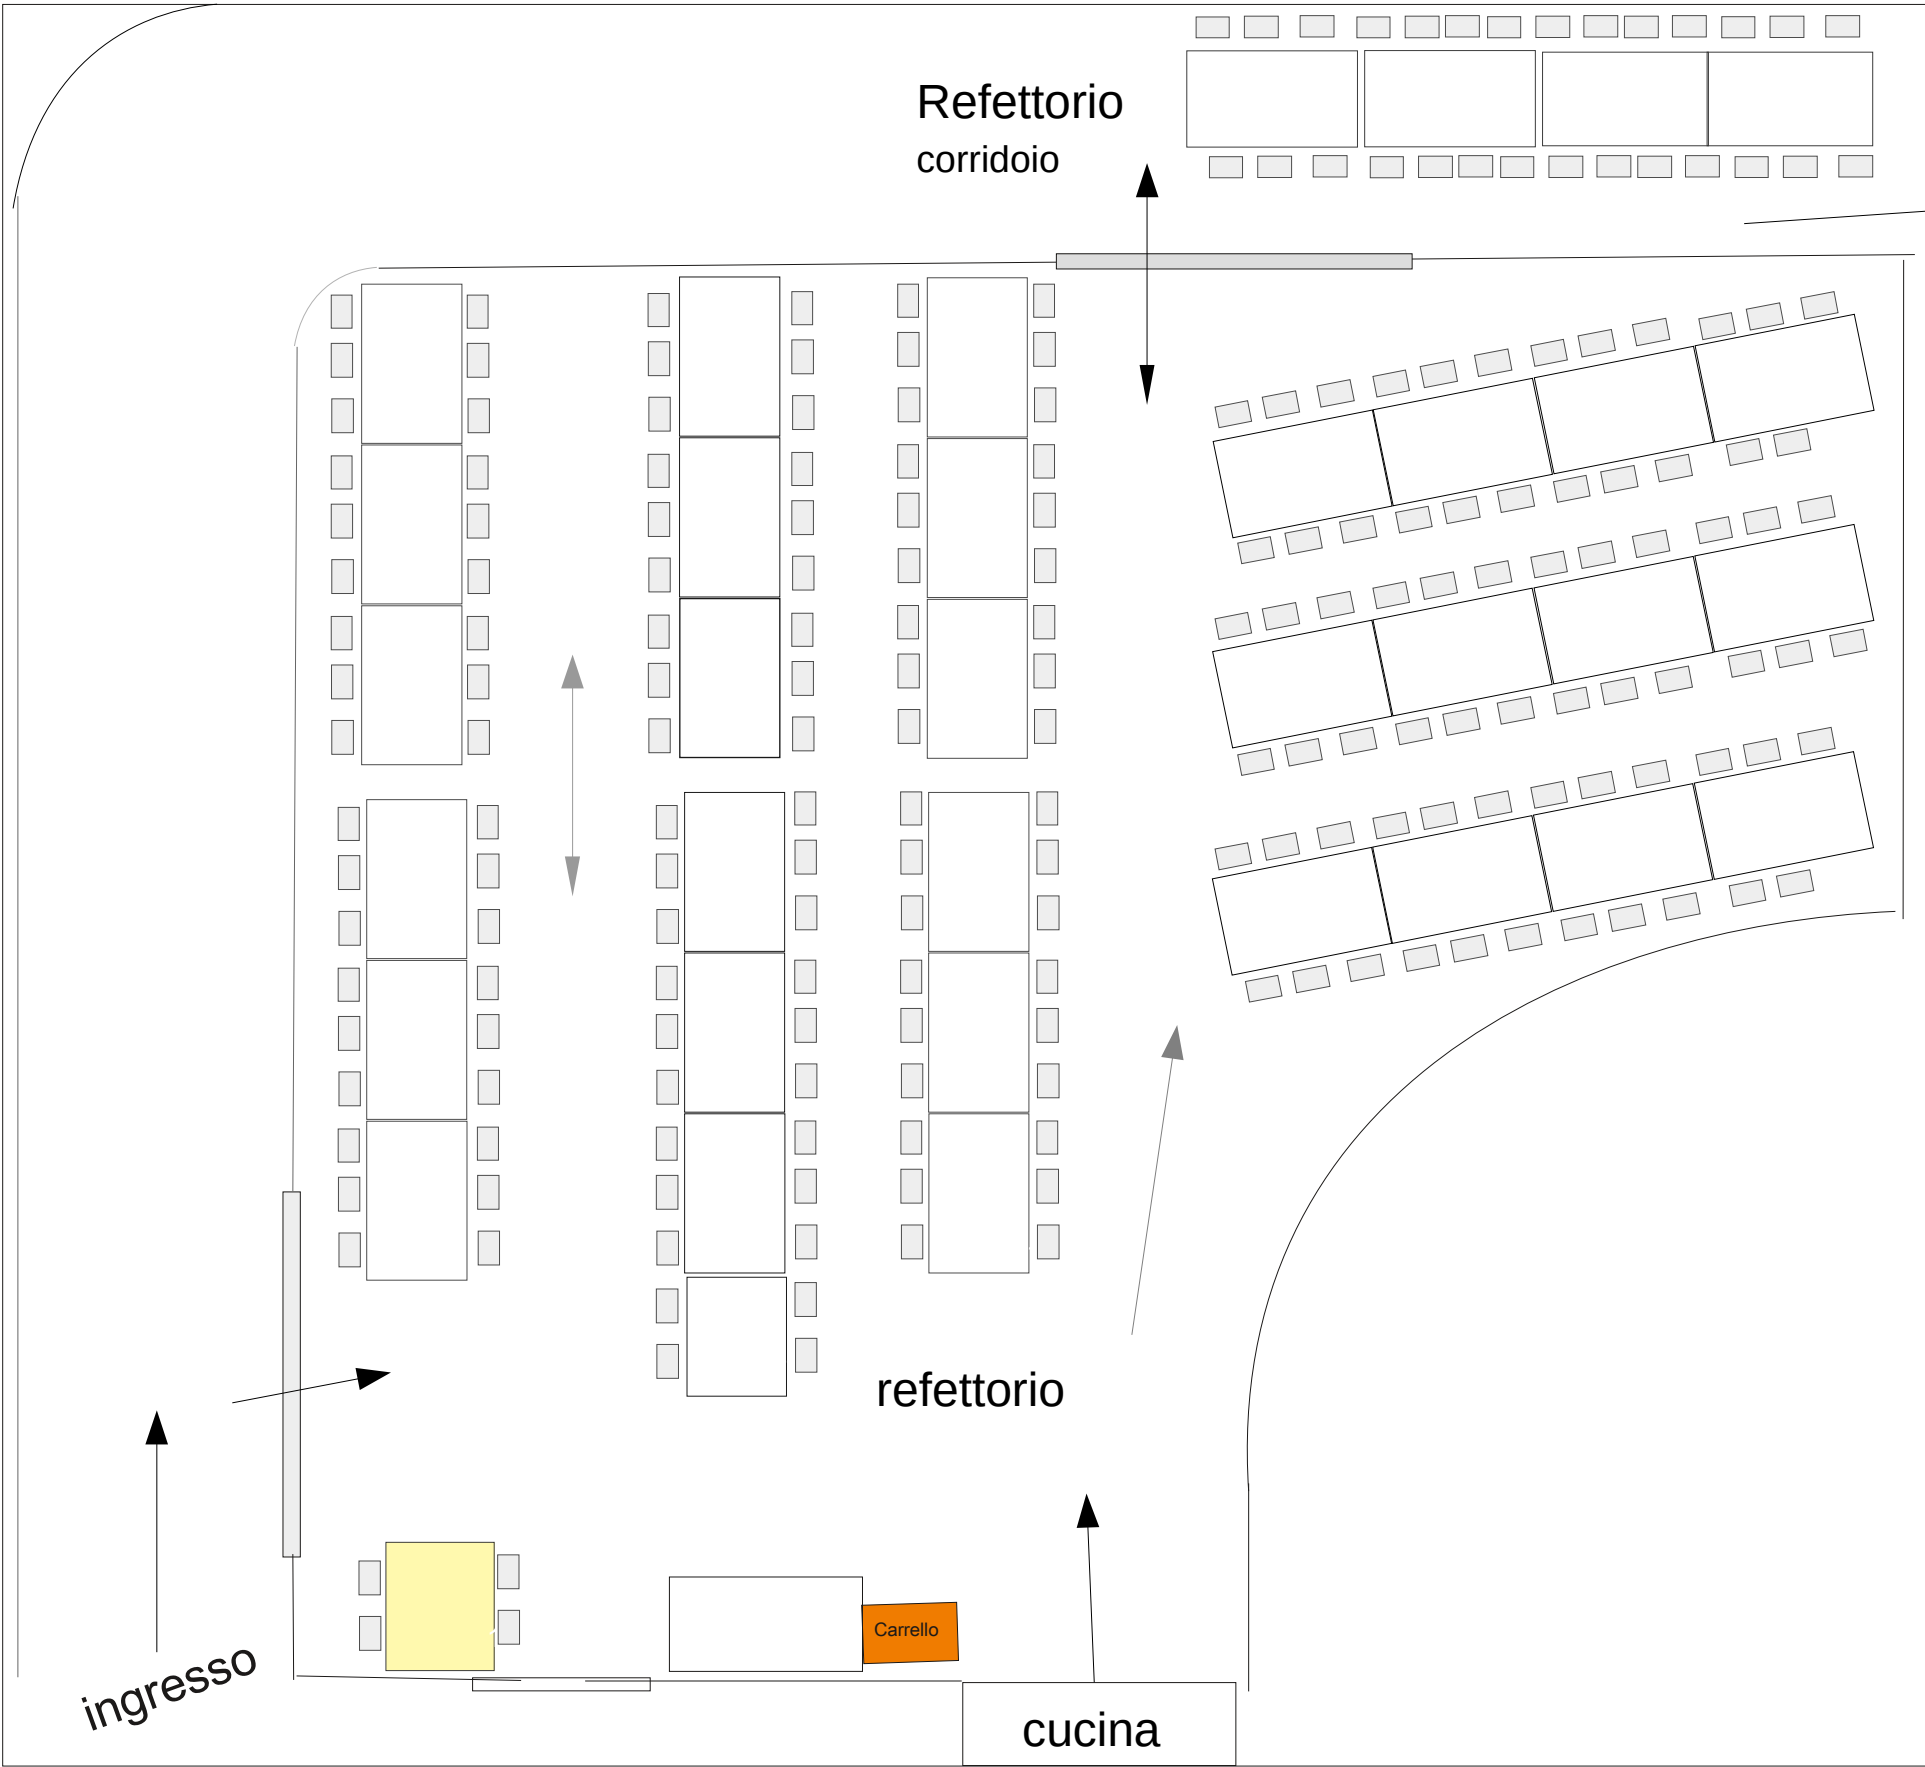 Refettorio
corridoio
refettorio
Carrello
ingresso
cucina